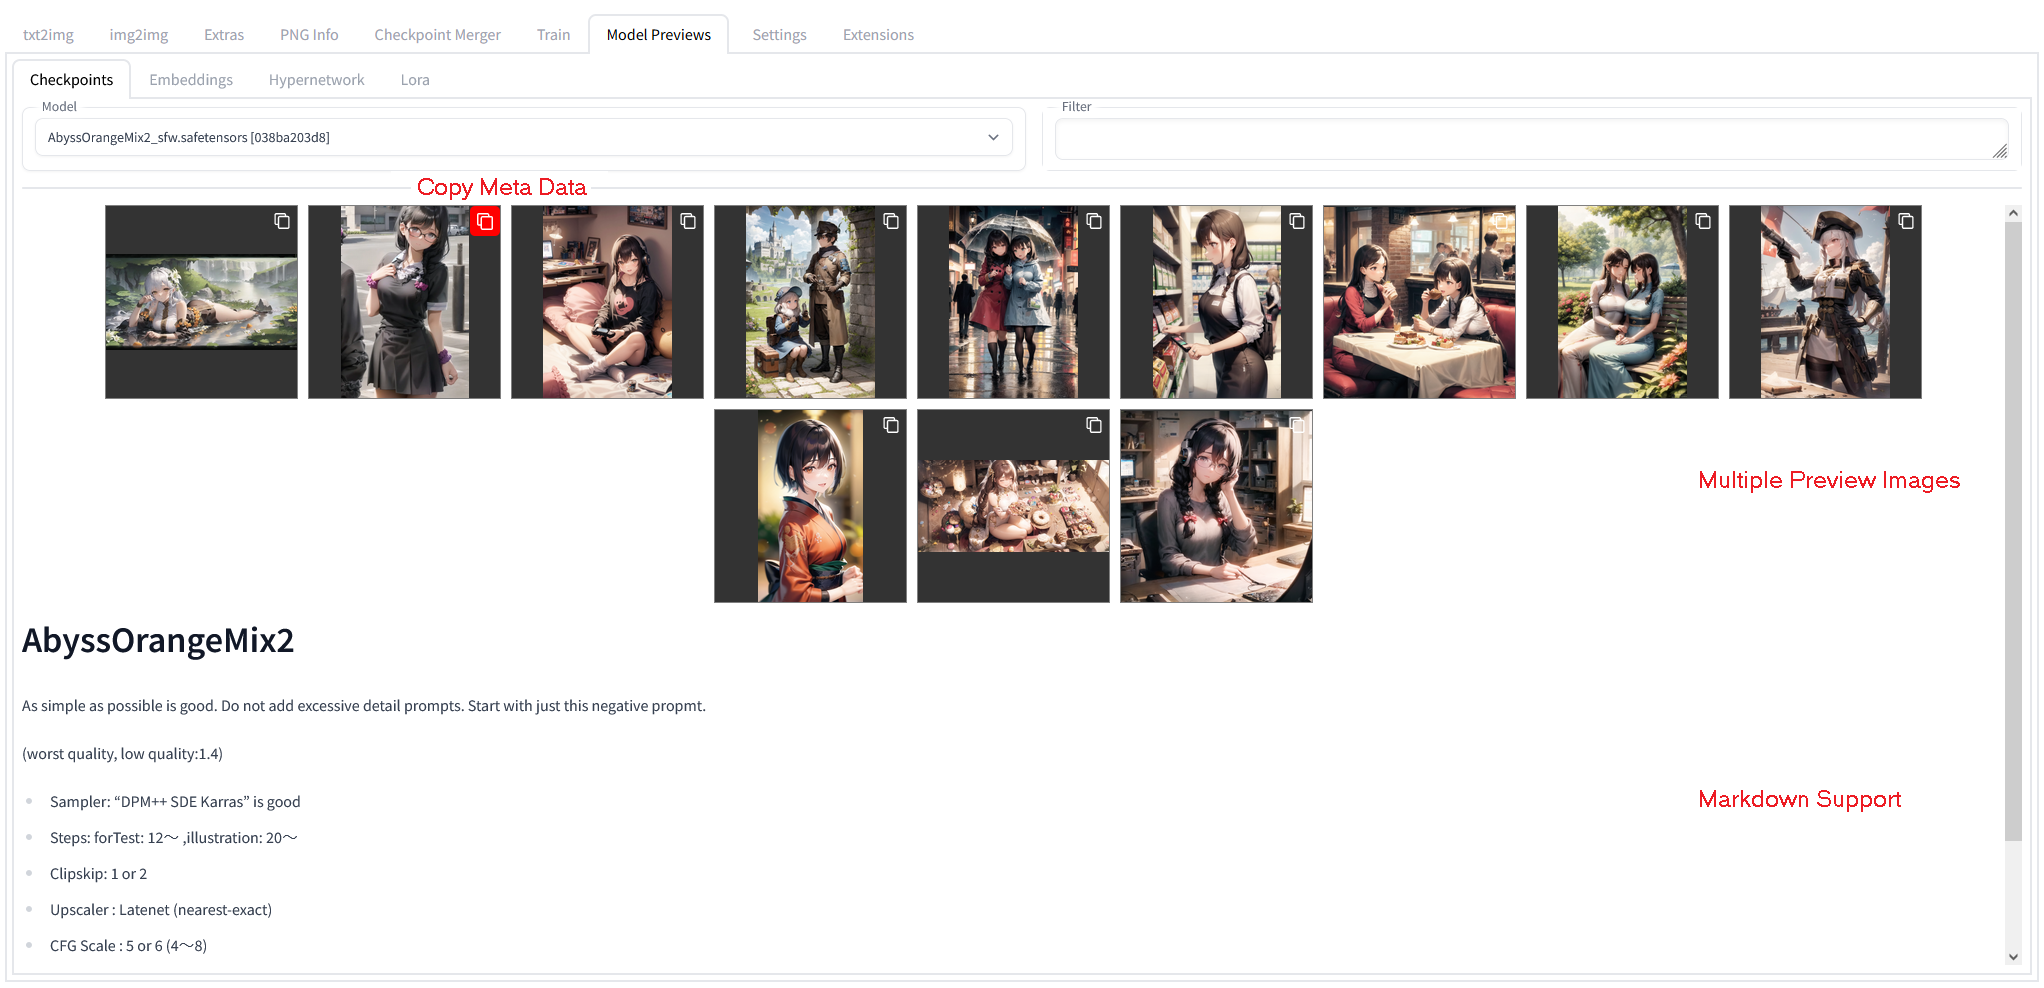 txt2img img2img Extras PNG Info Checkpoint Merger Train Model Previews Settings Extensions
Checkpoints Embeddings Hypernetwork Lora
Model
AbyssOrangeMix2_sfw.safetensors [038ba203d8]
Filter
Copy Meta Data
Multiple Preview Images
AbyssOrangeMix2
As simple as possible is good. Do not add excessive detail prompts. Start with just this negative propmt.
(worst quality, low quality:1.4)
Sampler: “DPM++ SDE Karras” is good
Markdown Support
Steps: forTest: 12～ ,illustration: 20～
Clipskip: 1 or 2
Upscaler : Latenet (nearest-exact)
CFG Scale : 5 or 6 (4～8)